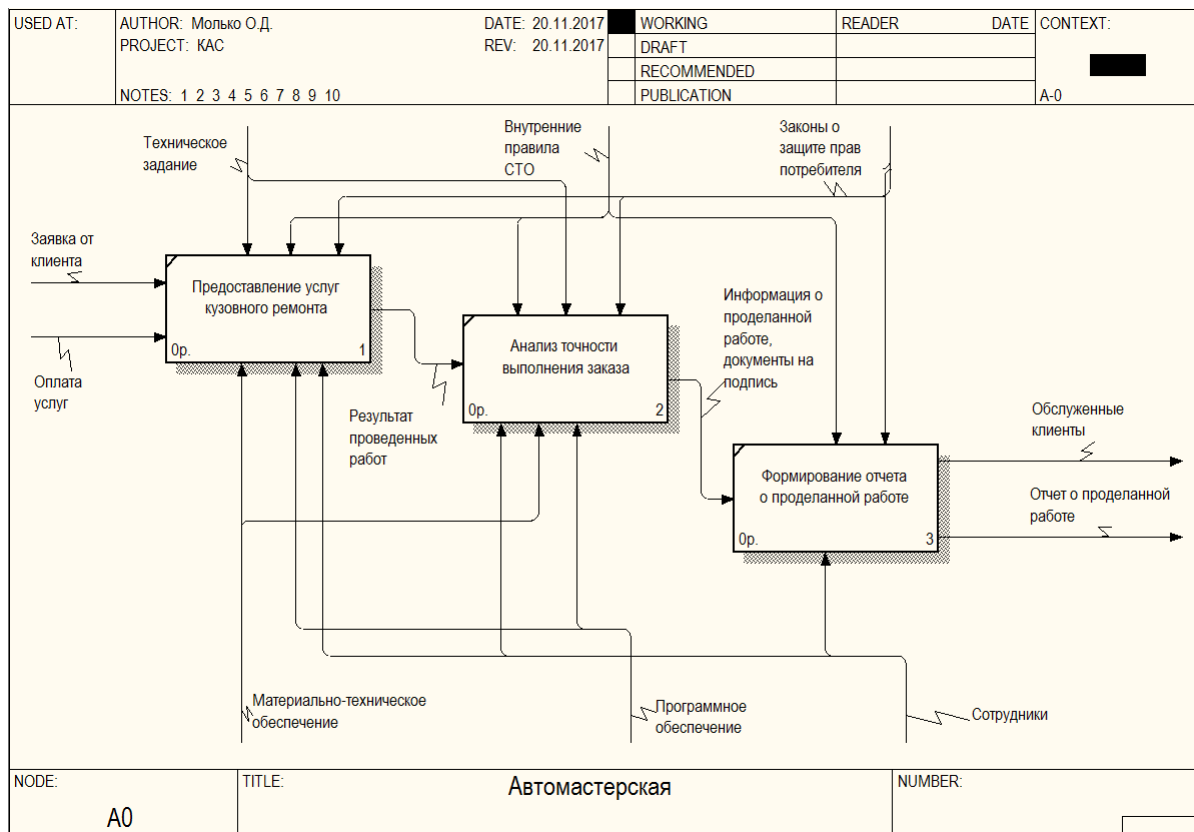 USED AT:
AUTHOR: Молько О.Д.
DATE: 20.11.2017
WORKING
READER
DATE
CONTEXT:
PROJECT: КАС
REV: 20.11.2017
DRAFT
RECOMMENDED
NOTES: 1 2 3 4 5 6 7 8 9 10
PUBLICATION
A-0
Техническое
задание
Внутренние
правила
СТО
Законы о
защите прав
потребителя
Заявка от
клиента
Предоставление услуг
кузовного ремонта
0р.
1
Оплата
услуг
Результат
проведенных
работ
Анализ точности
выполнения заказа
0р.
2
Информация о
проделанной
работе,
документы на
подпись
Формирование отчета
о проделанной работе
0р.
3
Обслуженные
клиенты
Отчет о проделанной
работе
Материально-техническое
обеспечение
Программное
обеспечение
Сотрудники
NODE:
A0
TITLE:
Автомастерская
NUMBER: